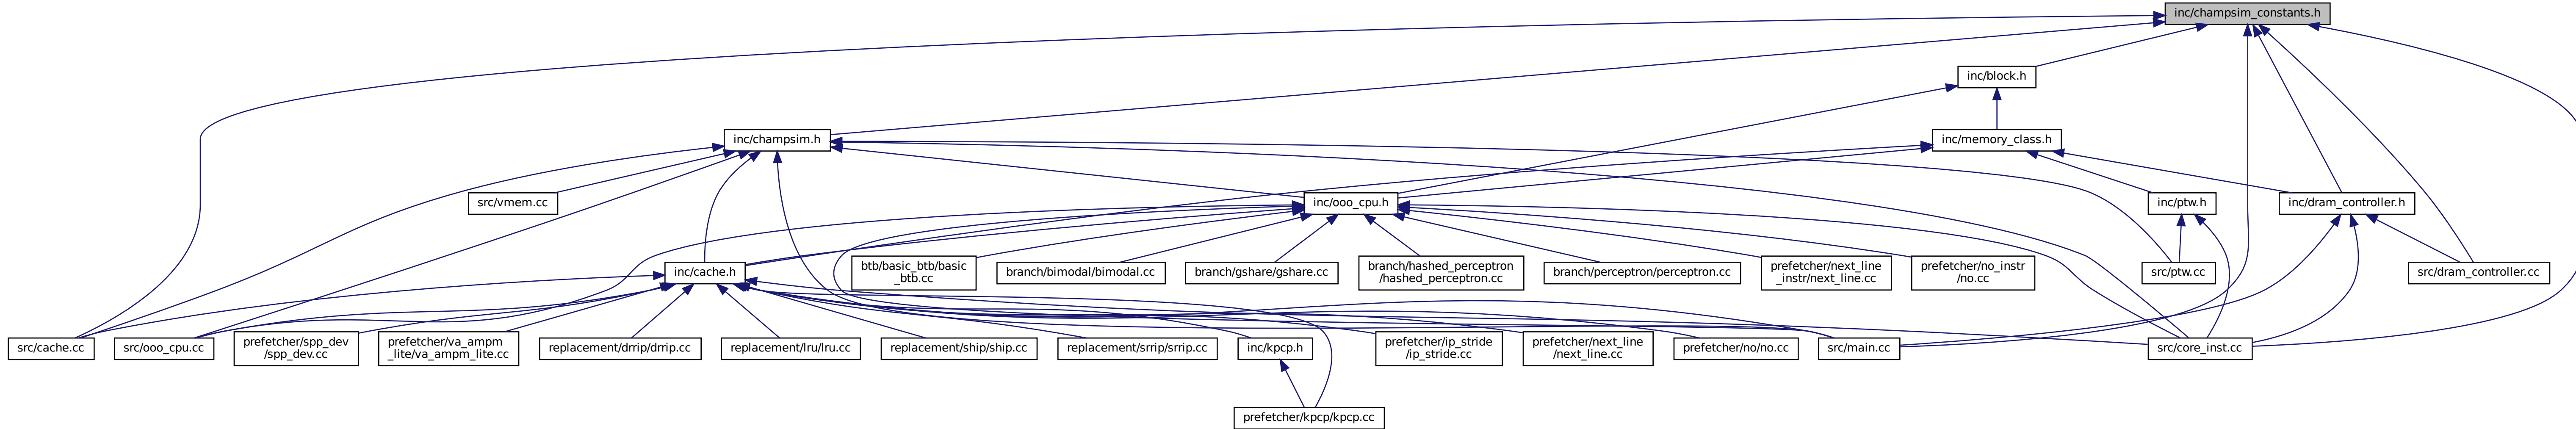 inc/champsim_constants.h
inc/block.h
inc/champsim.h
inc/memory_class.h
src/vmem.cc
inc/ooo_cpu.h
inc/ptw.h
inc/dram_controller.h
inc/cache.h
btb/basic_btb/basic
_btb.cc
branch/bimodal/bimodal.cc
branch/gshare/gshare.cc
branch/hashed_perceptron
/hashed_perceptron.cc
branch/perceptron/perceptron.cc
prefetcher/next_line
_instr/next_line.cc
prefetcher/no_instr
/no.cc
src/ptw.cc
src/dram_controller.cc
src/cache.cc
src/ooo_cpu.cc
prefetcher/spp_dev
/spp_dev.cc
prefetcher/va_ampm
_lite/va_ampm_lite.cc
replacement/drrip/drrip.cc
replacement/lru/lru.cc
replacement/ship/ship.cc
replacement/srrip/srrip.cc
inc/kpcp.h
prefetcher/ip_stride
/ip_stride.cc
prefetcher/next_line
/next_line.cc
prefetcher/no/no.cc
src/main.cc
src/core_inst.cc
prefetcher/kpcp/kpcp.cc